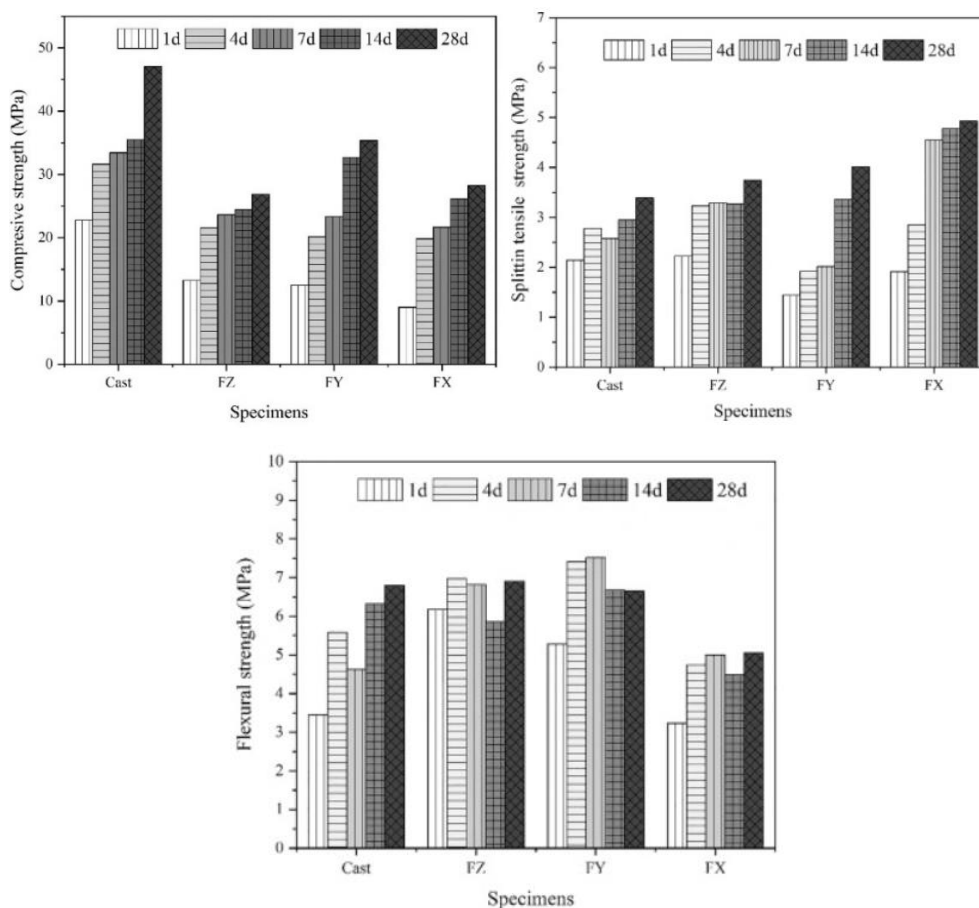 1d 4d 7d 14d 28d
50
40
30
20
10
0
Compresive strength (MPa)
Cast FZ FY FX
Specimens
1d 4d 7d 14d 28d
7
6
5
4
3
2
1
0
Splittin tensile strength (MPa)
Cast FZ FY FX
Specimens
1d 4d 7d 14d 28d
10
9
8
7
6
5
4
3
2
1
0
Flexural strength (MPa)
Cast FZ FY FX
Specimens